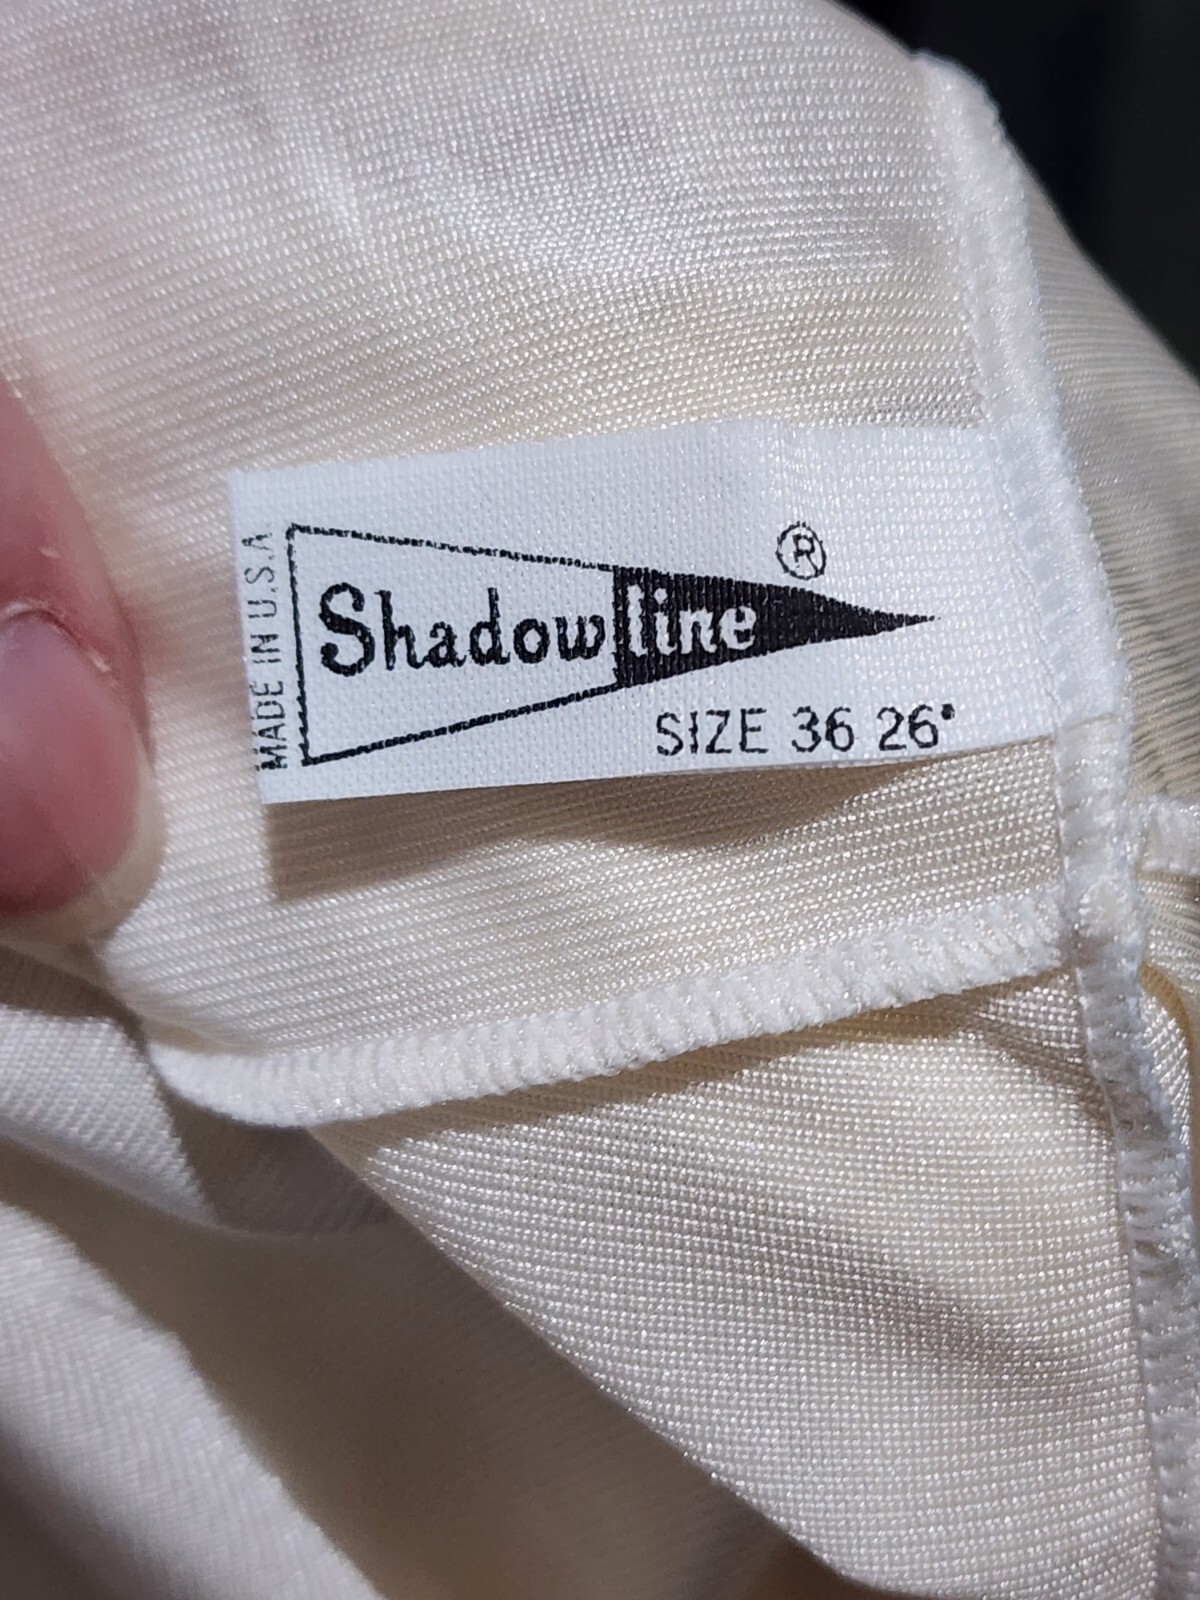 MADE IN U.S.A
Shadowline ®
SIZE 36 26"